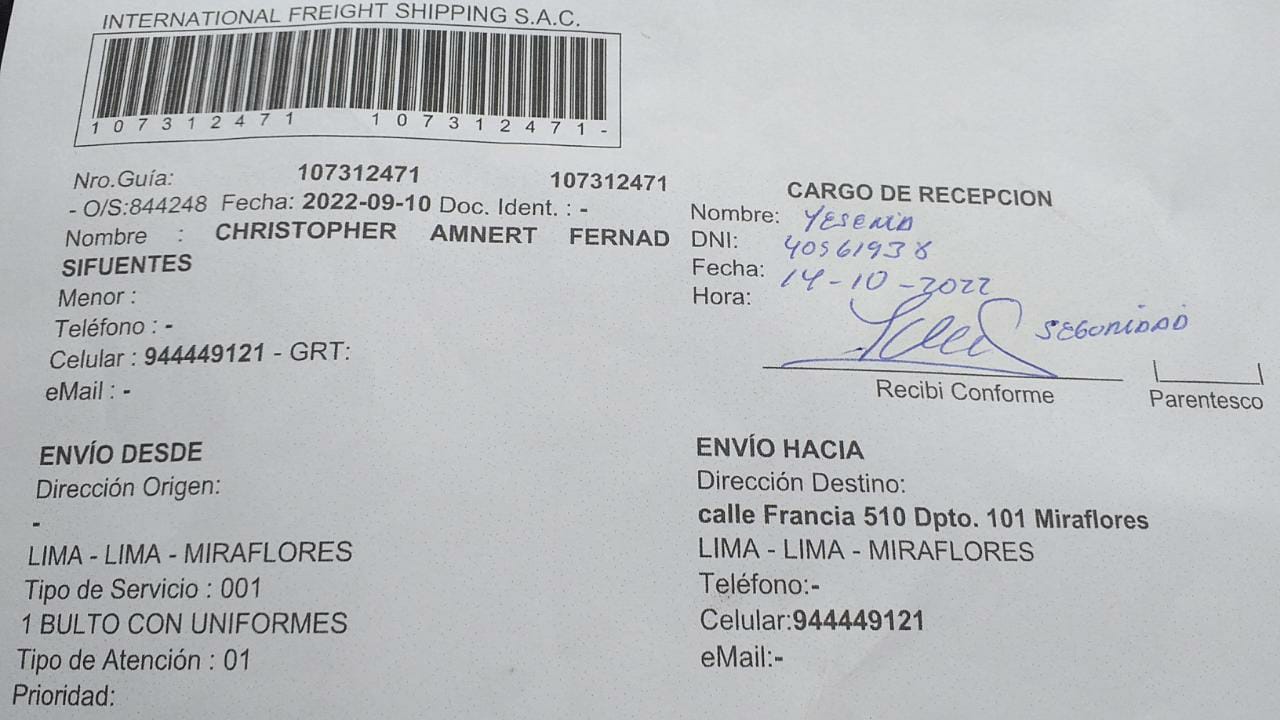 INTERNATIONAL FREIGHT SHIPPING S.A.C.
107312471 107312471-
Nro.Guía: 107312471 107312471
- O/S:844248 Fecha: 2022-09-10 Doc. Ident. : -
Nombre : CHRISTOPHER AMNERT FERNAD
SIFUENTES
Menor :
Teléfono : -
Celular : 944449121 - GRT:
eMail : -
CARGO DE RECEPCION
Nombre: YESENIA
DNI: 40561938
Fecha: 14-10-2022
Hora:
SEGURIDAD
Recibi Conforme
Parentesco
ENVÍO DESDE
Dirección Origen:
-
LIMA - LIMA - MIRAFLORES
Tipo de Servicio : 001
1 BULTO CON UNIFORMES
Tipo de Atención : 01
Prioridad:
ENVÍO HACIA
Dirección Destino:
calle Francia 510 Dpto. 101 Miraflores
LIMA - LIMA - MIRAFLORES
Teléfono:-
Celular:944449121
eMail:-